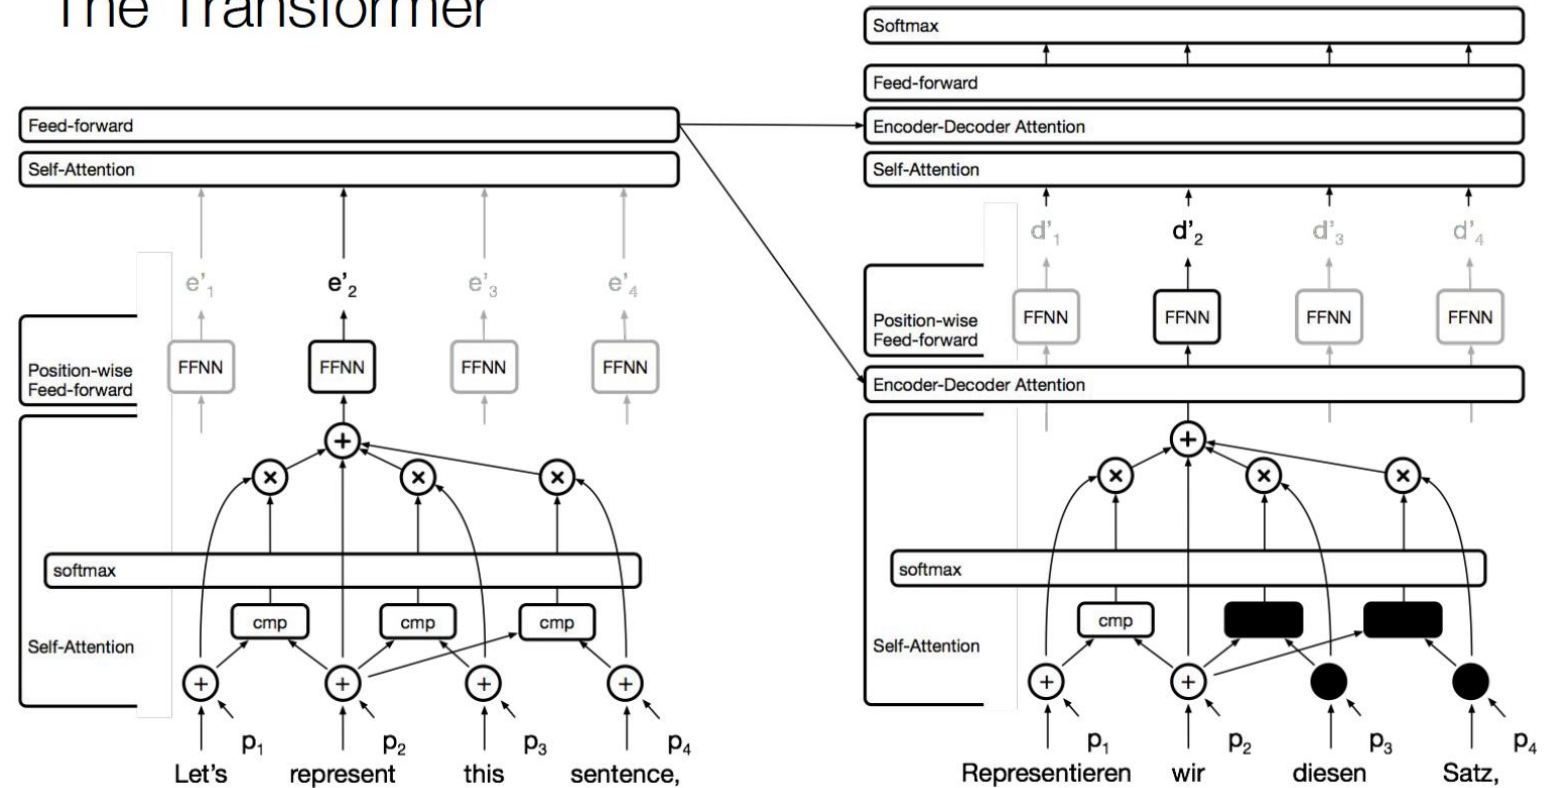 The Transformer
Feed-forward
Self-Attention
e'1 e'2 e'3 e'4
Position-wise
Feed-forward
FFNN FFNN FFNN FFNN
+
× × ×
softmax
cmp cmp cmp
Self-Attention
+ + + +
p1 p2 p3 p4
Let's represent this sentence,
Softmax
Feed-forward
Encoder-Decoder Attention
Self-Attention
d'1 d'2 d'3 d'4
Position-wise
Feed-forward
FFNN FFNN FFNN FFNN
Encoder-Decoder Attention
+
× × ×
softmax
cmp
Self-Attention
+ +
p1 p2 p3 p4
Representieren wir diesen Satz,